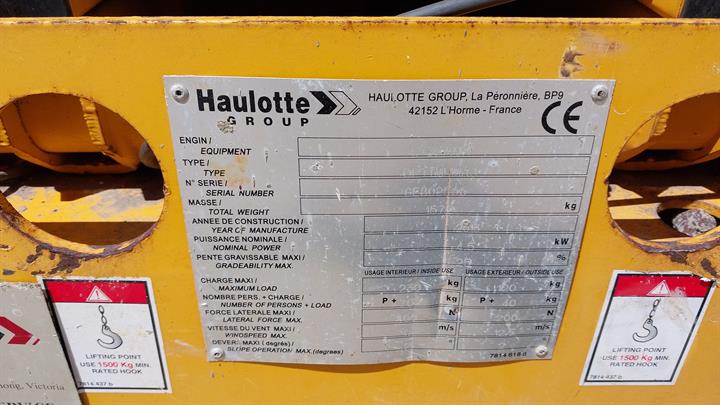 Haulotte
GROUP
HAULOTTE GROUP, La Péronnière, BP9
42152 L'Horme - France
CE
ENGIN /
EQUIPMENT
TYPE /
TYPE
N° SERIE /
SERIAL NUMBER
MASSE /
TOTAL WEIGHT
kg
ANNEE DE CONSTRUCTION /
YEAR OF MANUFACTURE
PUISSANCE NOMINALE /
NOMINAL POWER
kW
PENTE GRAVISSABLE MAXI /
GRADEABILITY MAX.
%
USAGE INTERIEUR / INSIDE USE
USAGE EXTERIEUR / OUTSIDE USE
CHARGE MAXI /
MAXIMUM LOAD
kg
kg
NOMBRE PERS. + CHARGE /
NUMBER OF PERSONS + LOAD
P + kg
P + kg
FORCE LATERALE MAXI /
LATERAL FORCE MAX.
N
N
VITESSE DU VENT MAXI /
WINDSPEED MAX.
m/s
m/s
DEVERS MAXI (degrés) /
SLOPE OPERATION MAX. (degrees)
7814 618 d
LIFTING POINT
USE 1500 Kg MIN.
RATED HOOK
7814 437 b
LIFTING POINT
USE 1500 Kg MIN.
RATED HOOK
7814 437 b
Victoria